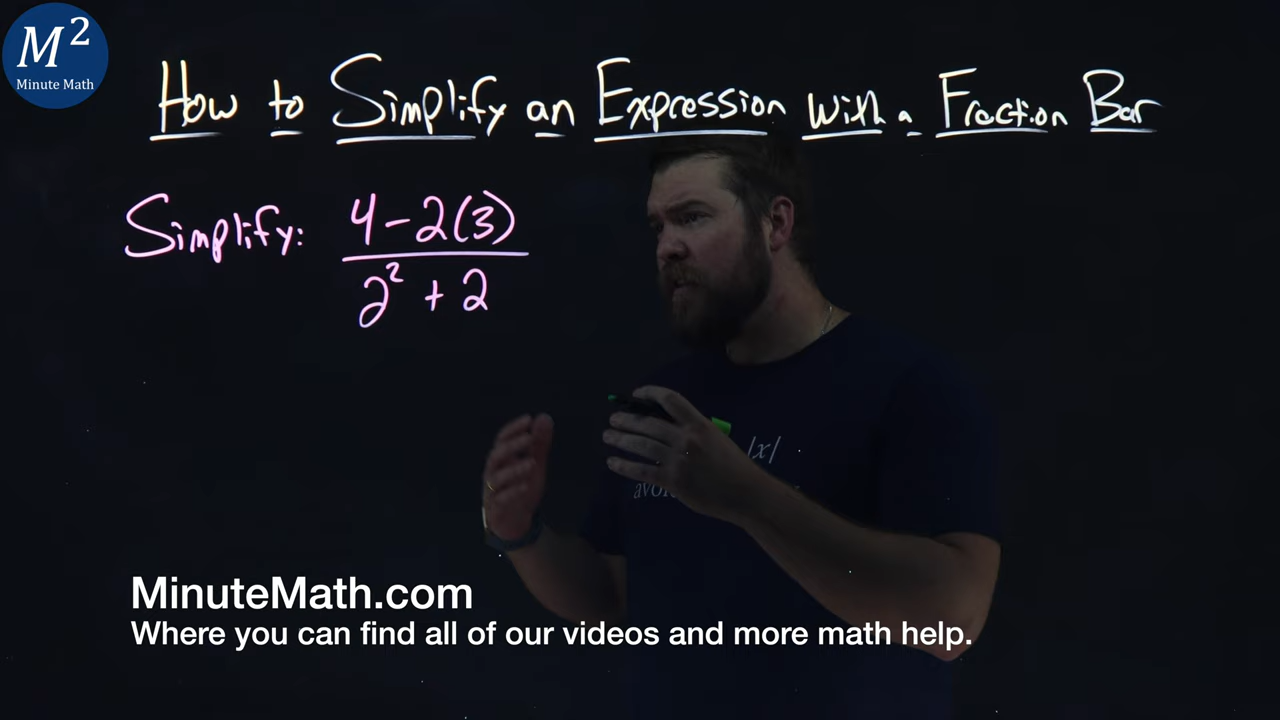 M²
Minute Math
How to Simplify an Expression with a Fraction Bar
Simplify: 4-2(3)
2² + 2
/x/
MinuteMath.com
Where you can find all of our videos and more math help.